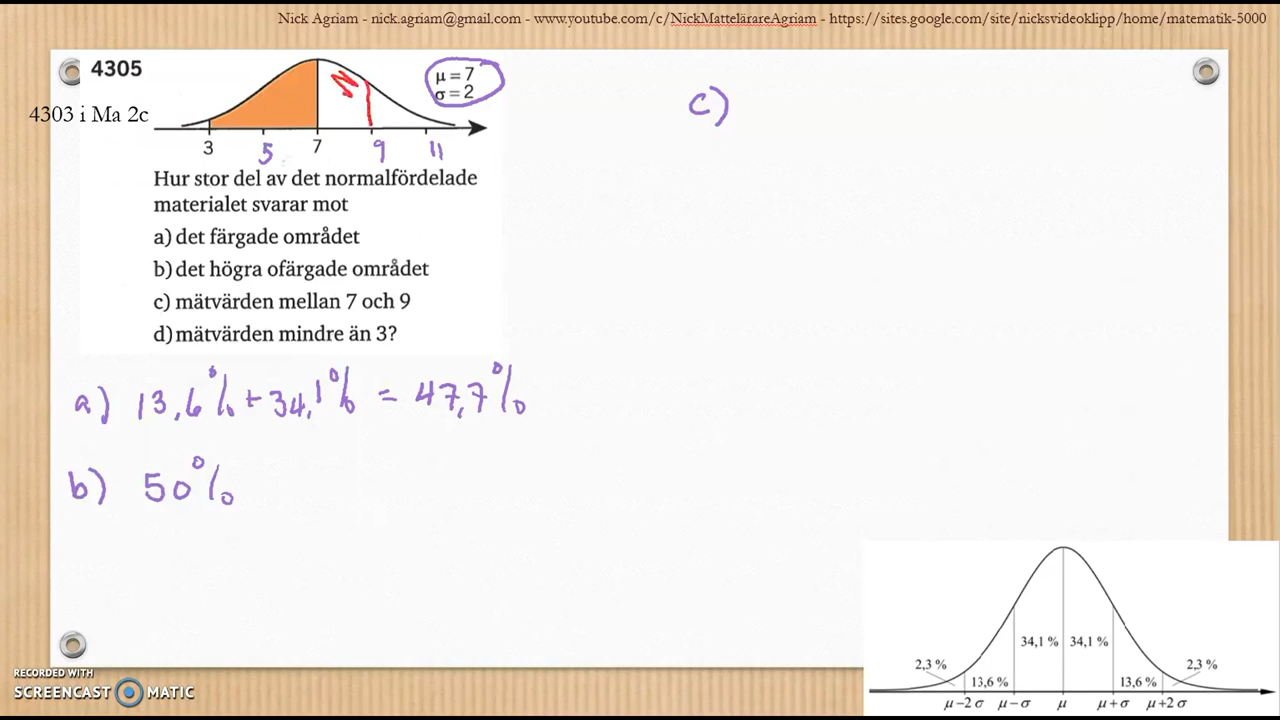 Nick Agriam - nick.agriam@gmail.com - www.youtube.com/c/NickMattelärareAgriam - https://sites.google.com/site/nicksvideoklipp/home/matematik-5000
4305
4303 i Ma 2c
μ = 7
σ = 2
3 5 7 9 11
Hur stor del av det normalfördelade
materialet svarar mot
a) det färgade området
b) det högra ofärgade området
c) mätvärden mellan 7 och 9
d) mätvärden mindre än 3?
a) 13,6 % + 34,1 % = 47,7 %
b) 50 %
c)
34,1 % 34,1 %
2,3 % 2,3 %
13,6 % 13,6 %
μ−2 σ μ−σ μ μ+σ μ+2 σ
RECORDED WITH
SCREENCAST MATIC